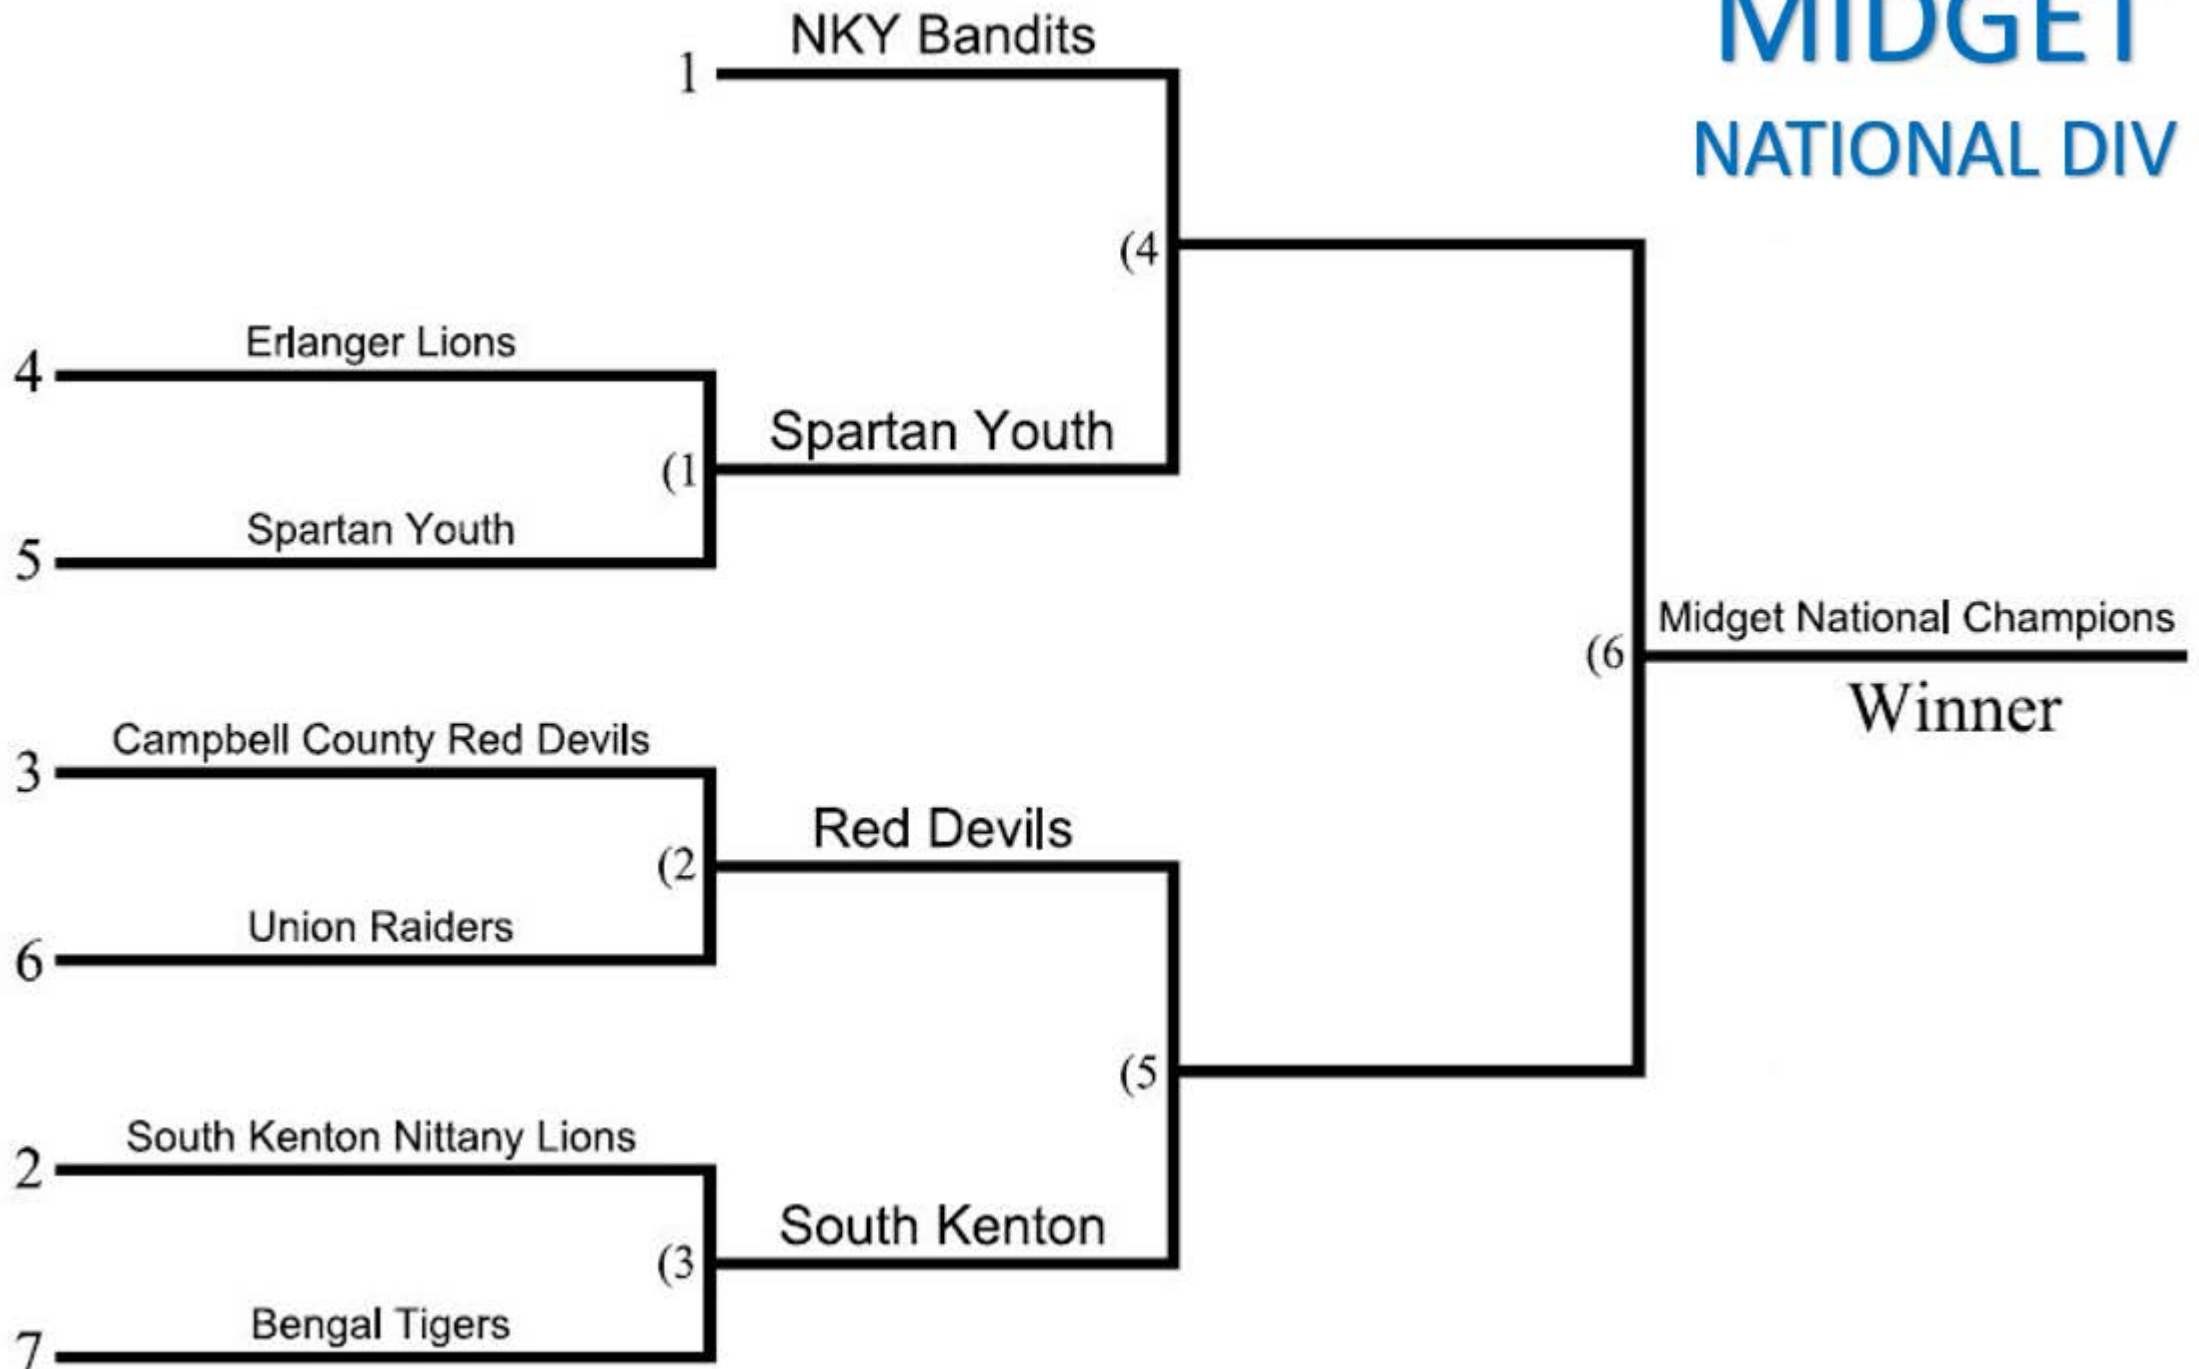 MIDGET
NATIONAL DIV
NKY Bandits
1
(4
Erlanger Lions
4
Spartan Youth
(1
Spartan Youth
5
Midget National Champions
(6
Winner
Campbell County Red Devils
3
Red Devils
(2
Union Raiders
6
(5
South Kenton Nittany Lions
2
South Kenton
(3
Bengal Tigers
7